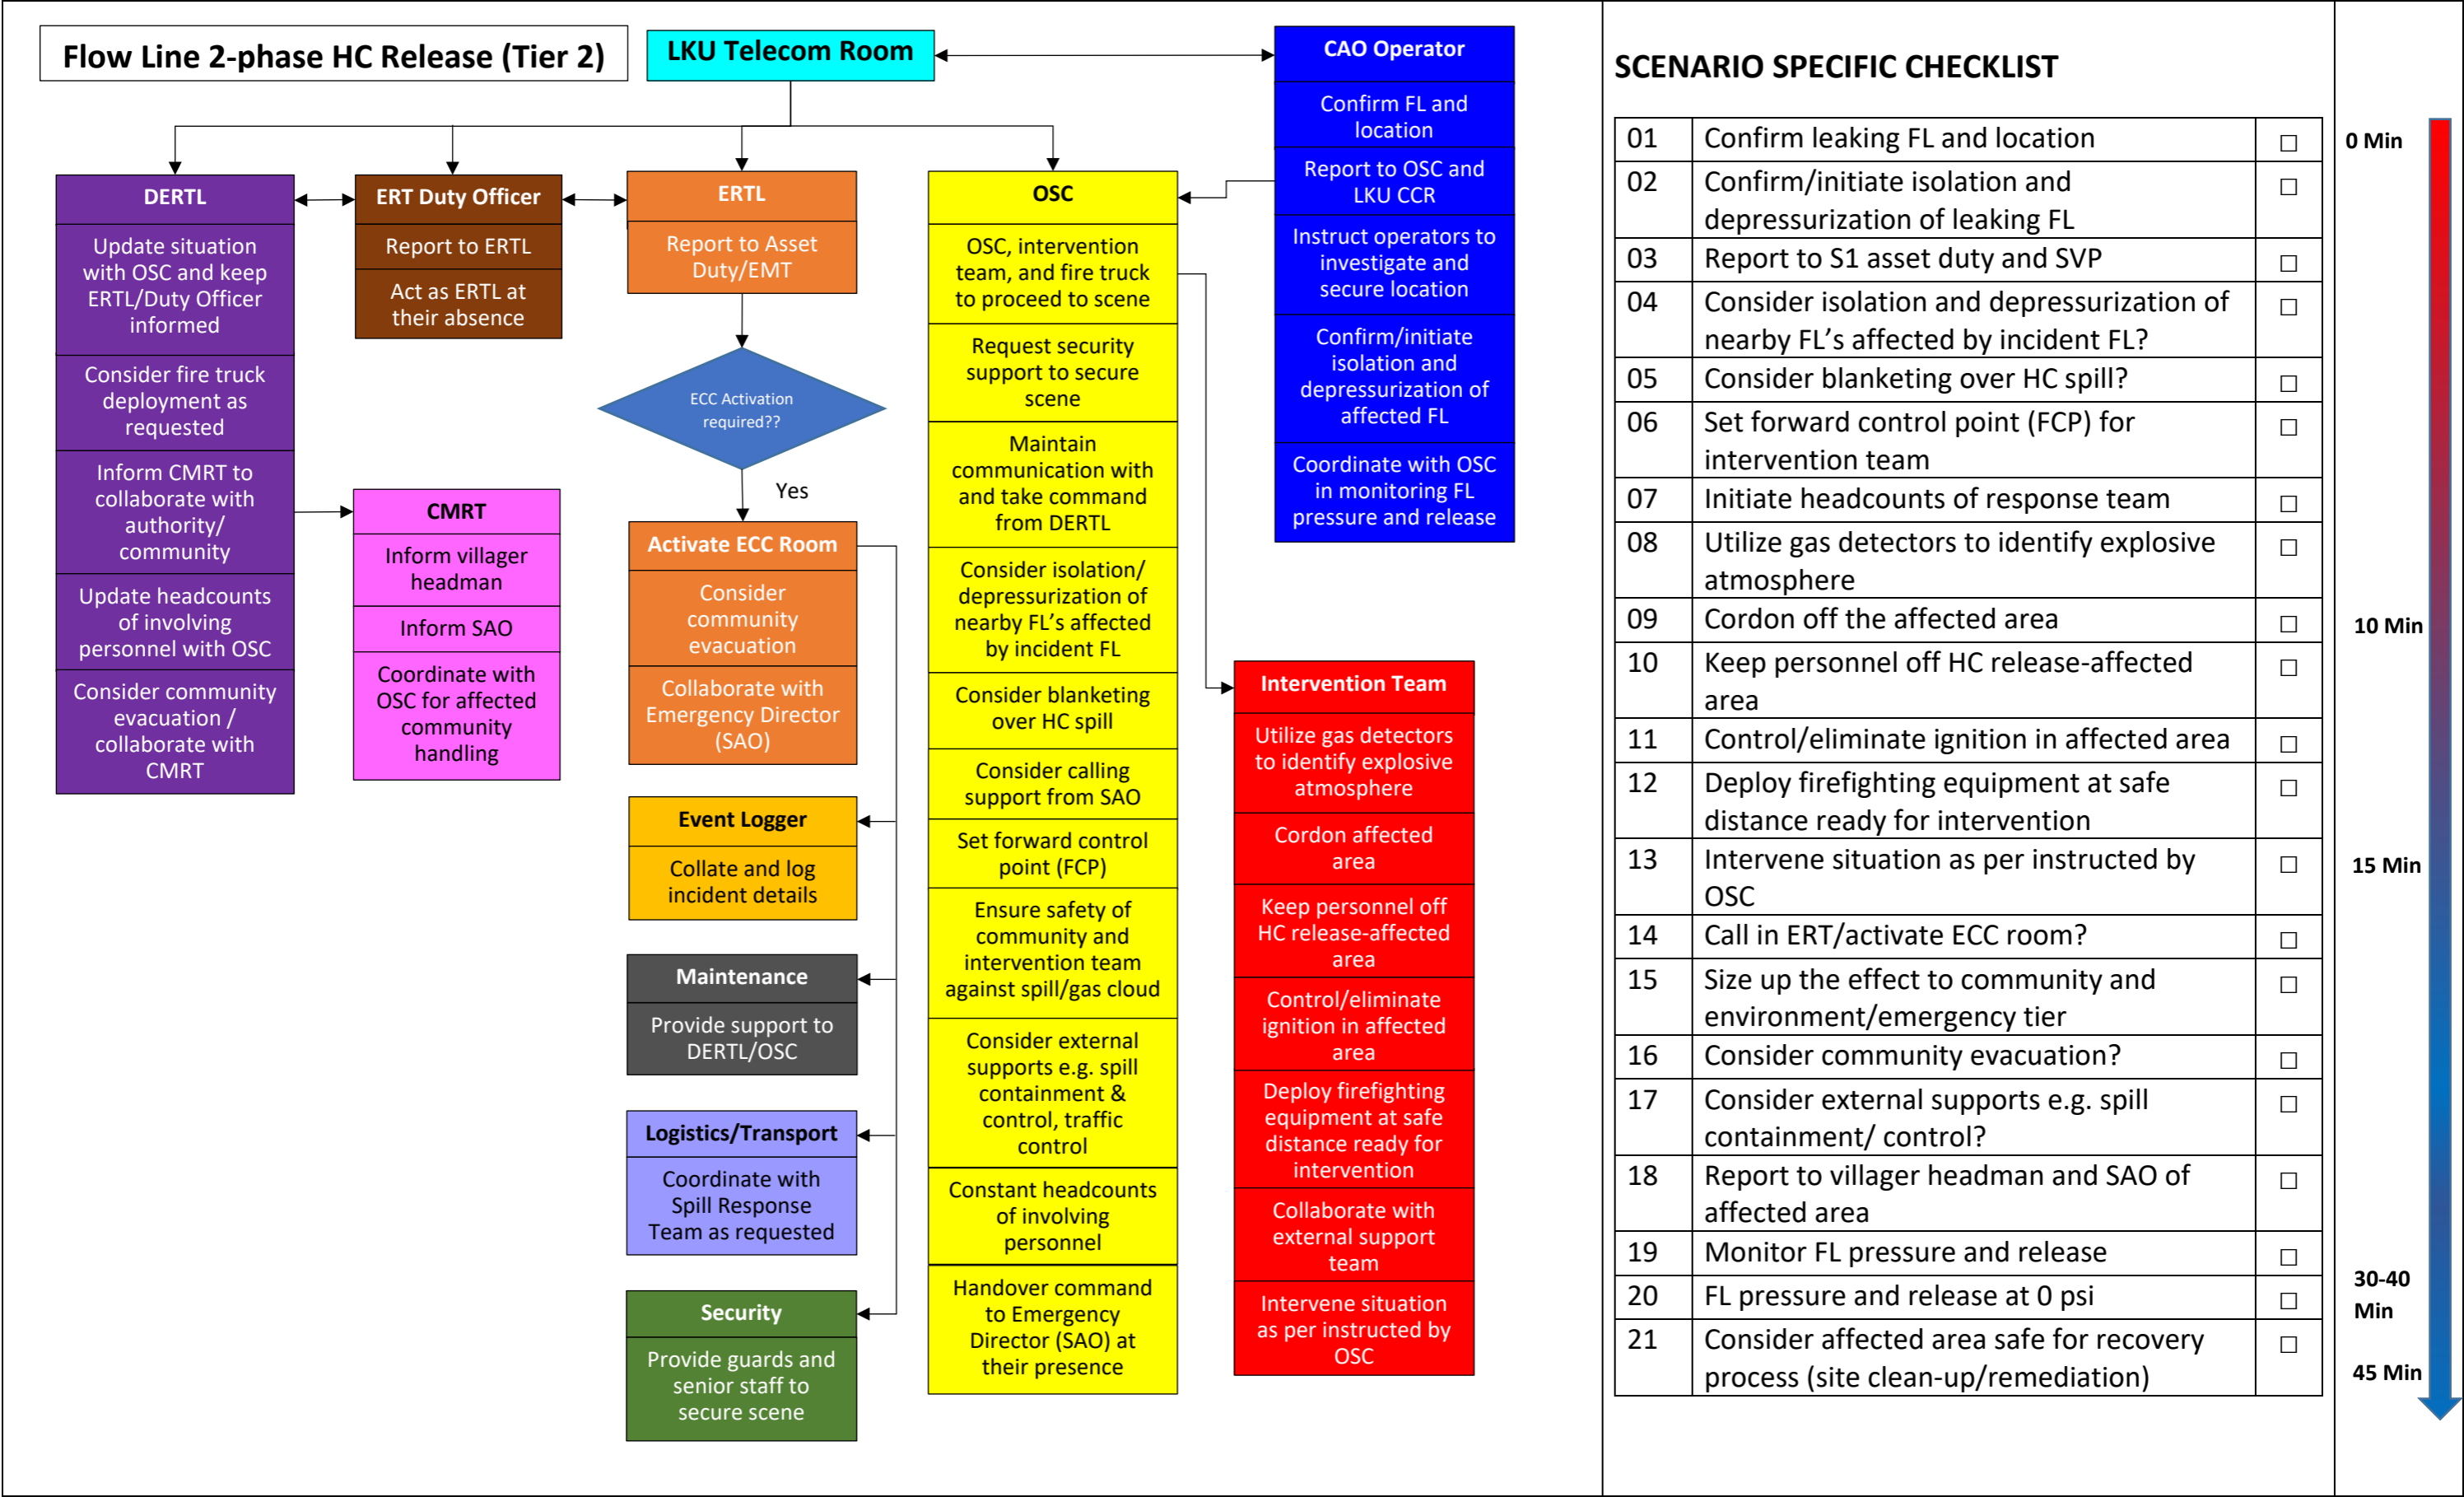 Flow Line 2-phase HC Release (Tier 2)
LKU Telecom Room
CAO Operator
Confirm FL and
location
Report to OSC and
LKU CCR
Instruct operators to
investigate and
secure location
Confirm/initiate
isolation and
depressurization of
affected FL
Coordinate with OSC
in monitoring FL
pressure and release
DERTL
Update situation
with OSC and keep
ERTL/Duty Officer
informed
Consider fire truck
deployment as
requested
Inform CMRT to
collaborate with
authority/
community
Update headcounts
of involving
personnel with OSC
Consider community
evacuation /
collaborate with
CMRT
ERT Duty Officer
Report to ERTL
Act as ERTL at
their absence
CMRT
Inform villager
headman
Inform SAO
Coordinate with
OSC for affected
community
handling
ERTL
Report to Asset
Duty/EMT
ECC Activation
required??
Yes
Activate ECC Room
Consider
community
evacuation
Collaborate with
Emergency Director
(SAO)
Event Logger
Collate and log
incident details
Maintenance
Provide support to
DERTL/OSC
Logistics/Transport
Coordinate with
Spill Response
Team as requested
Security
Provide guards and
senior staff to
secure scene
OSC
OSC, intervention
team, and fire truck
to proceed to scene
Request security
support to secure
scene
Maintain
communication with
and take command
from DERTL
Consider isolation/
depressurization of
nearby FL's affected
by incident FL
Consider blanketing
over HC spill
Consider calling
support from SAO
Set forward control
point (FCP)
Ensure safety of
community and
intervention team
against spill/gas cloud
Consider external
supports e.g. spill
containment &
control, traffic
control
Constant headcounts
of involving
personnel
Handover command
to Emergency
Director (SAO) at
their presence
Intervention Team
Utilize gas detectors
to identify explosive
atmosphere
Cordon affected
area
Keep personnel off
HC release-affected
area
Control/eliminate
ignition in affected
area
Deploy firefighting
equipment at safe
distance ready for
intervention
Collaborate with
external support
team
Intervene situation
as per instructed by
OSC
SCENARIO SPECIFIC CHECKLIST
01 Confirm leaking FL and location ☐
02 Confirm/initiate isolation and ☐
depressurization of leaking FL
03 Report to S1 asset duty and SVP ☐
04 Consider isolation and depressurization of ☐
nearby FL's affected by incident FL?
05 Consider blanketing over HC spill? ☐
06 Set forward control point (FCP) for ☐
intervention team
07 Initiate headcounts of response team ☐
08 Utilize gas detectors to identify explosive ☐
atmosphere
09 Cordon off the affected area ☐
10 Keep personnel off HC release-affected ☐
area
11 Control/eliminate ignition in affected area ☐
12 Deploy firefighting equipment at safe ☐
distance ready for intervention
13 Intervene situation as per instructed by ☐
OSC
14 Call in ERT/activate ECC room? ☐
15 Size up the effect to community and ☐
environment/emergency tier
16 Consider community evacuation? ☐
17 Consider external supports e.g. spill ☐
containment/ control?
18 Report to villager headman and SAO of ☐
affected area
19 Monitor FL pressure and release ☐
20 FL pressure and release at 0 psi ☐
21 Consider affected area safe for recovery ☐
process (site clean-up/remediation)
0 Min
10 Min
15 Min
30-40
Min
45 Min